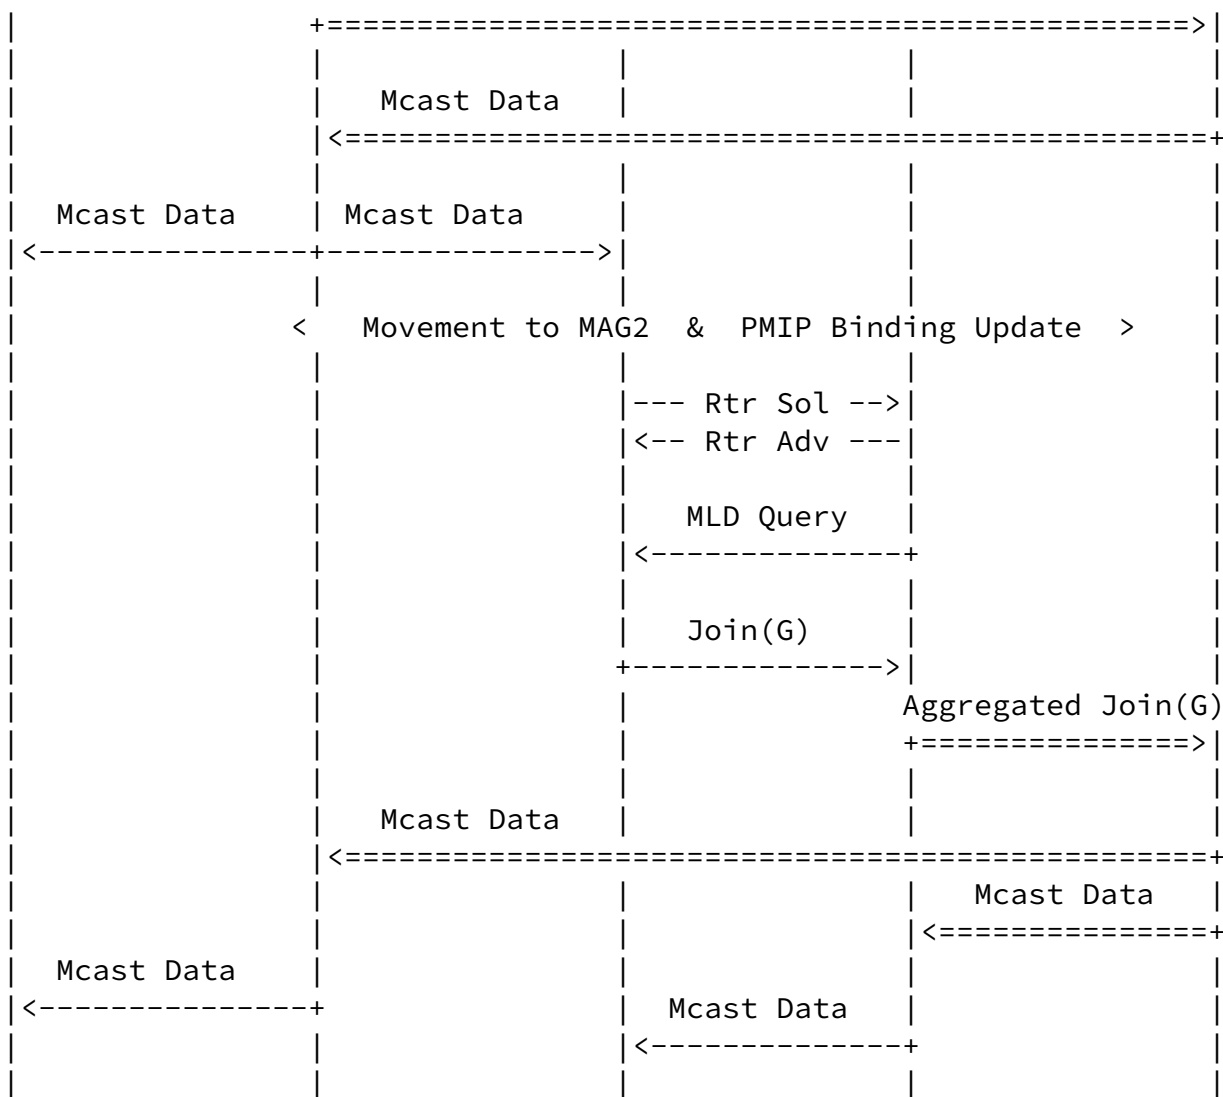 Mcast Data
Mcast Data Mcast Data
< Movement to MAG2 & PMIP Binding Update >
--- Rtr Sol -->
<-- Rtr Adv ---
MLD Query
Join(G)
Aggregated Join(G)
Mcast Data
Mcast Data
Mcast Data
Mcast Data